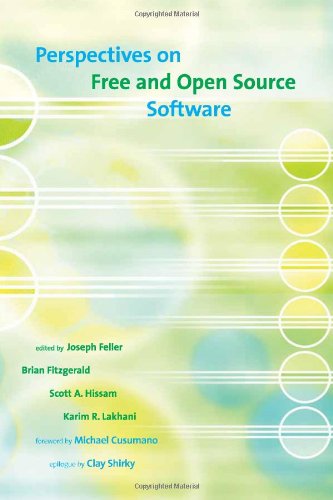 Copyrighted Material
Perspectives on
Free and Open Source
Software
edited by Joseph Feller
Brian Fitzgerald
Scott A. Hissam
Karim R. Lakhani
foreword by Michael Cusumano
epilogue by Clay Shirky
Copyrighted Material